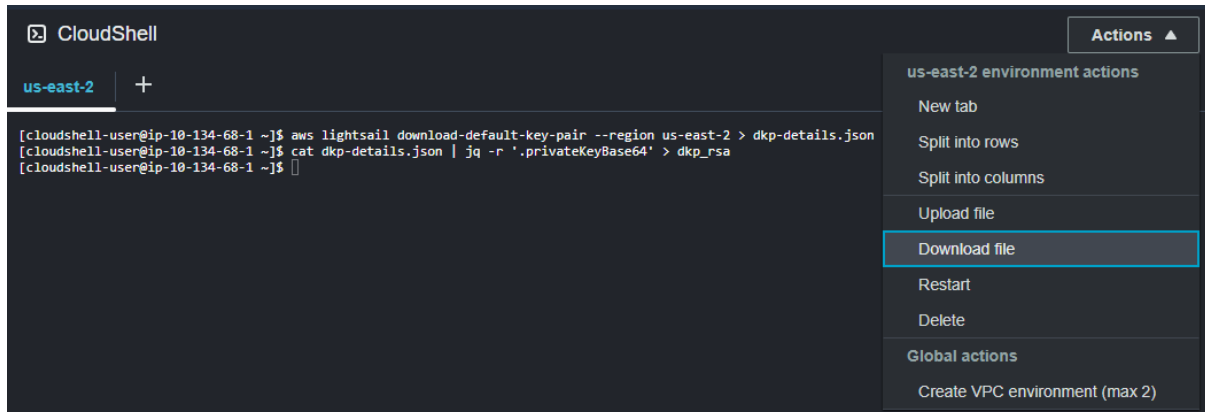 CloudShell
Actions ▲
us-east-2 +
[cloudshell-user@ip-10-134-68-1 ~]$ aws lightsail download-default-key-pair --region us-east-2 > dkp-details.json
[cloudshell-user@ip-10-134-68-1 ~]$ cat dkp-details.json | jq -r '.privateKeyBase64' > dkp_rsa
[cloudshell-user@ip-10-134-68-1 ~]$
us-east-2 environment actions
New tab
Split into rows
Split into columns
Upload file
Download file
Restart
Delete
Global actions
Create VPC environment (max 2)